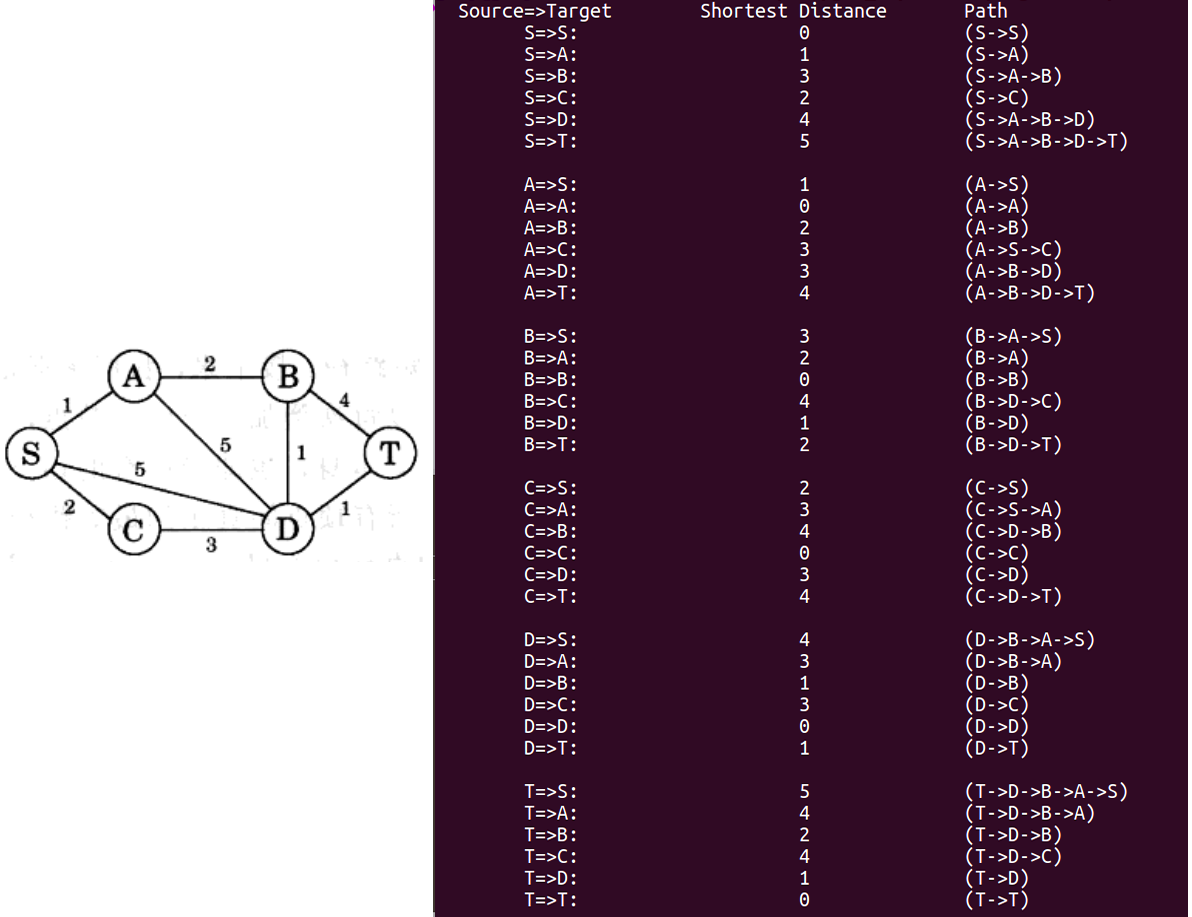 A
2
B
1
4
S
5
5
1
T
2
C
3
D
1
Source=>Target Shortest Distance Path
S=>S: 0 (S->S)
S=>A: 1 (S->A)
S=>B: 3 (S->A->B)
S=>C: 2 (S->C)
S=>D: 4 (S->A->B->D)
S=>T: 5 (S->A->B->D->T)
A=>S: 1 (A->S)
A=>A: 0 (A->A)
A=>B: 2 (A->B)
A=>C: 3 (A->S->C)
A=>D: 3 (A->B->D)
A=>T: 4 (A->B->D->T)
B=>S: 3 (B->A->S)
B=>A: 2 (B->A)
B=>B: 0 (B->B)
B=>C: 4 (B->D->C)
B=>D: 1 (B->D)
B=>T: 2 (B->D->T)
C=>S: 2 (C->S)
C=>A: 3 (C->S->A)
C=>B: 4 (C->D->B)
C=>C: 0 (C->C)
C=>D: 3 (C->D)
C=>T: 4 (C->D->T)
D=>S: 4 (D->B->A->S)
D=>A: 3 (D->B->A)
D=>B: 1 (D->B)
D=>C: 3 (D->C)
D=>D: 0 (D->D)
D=>T: 1 (D->T)
T=>S: 5 (T->D->B->A->S)
T=>A: 4 (T->D->B->A)
T=>B: 2 (T->D->B)
T=>C: 4 (T->D->C)
T=>D: 1 (T->D)
T=>T: 0 (T->T)